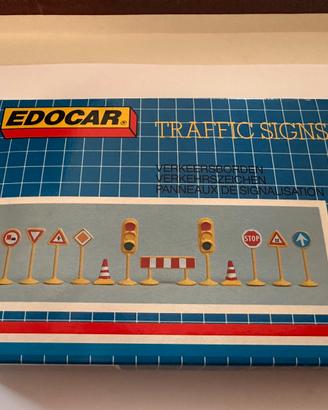 EDOCAR®
TRAFFIC SIGNS
VERKEERSBORDEN
VERKEHRSZEICHEN
PANNEAUX DE SIGNALISATION
STOP